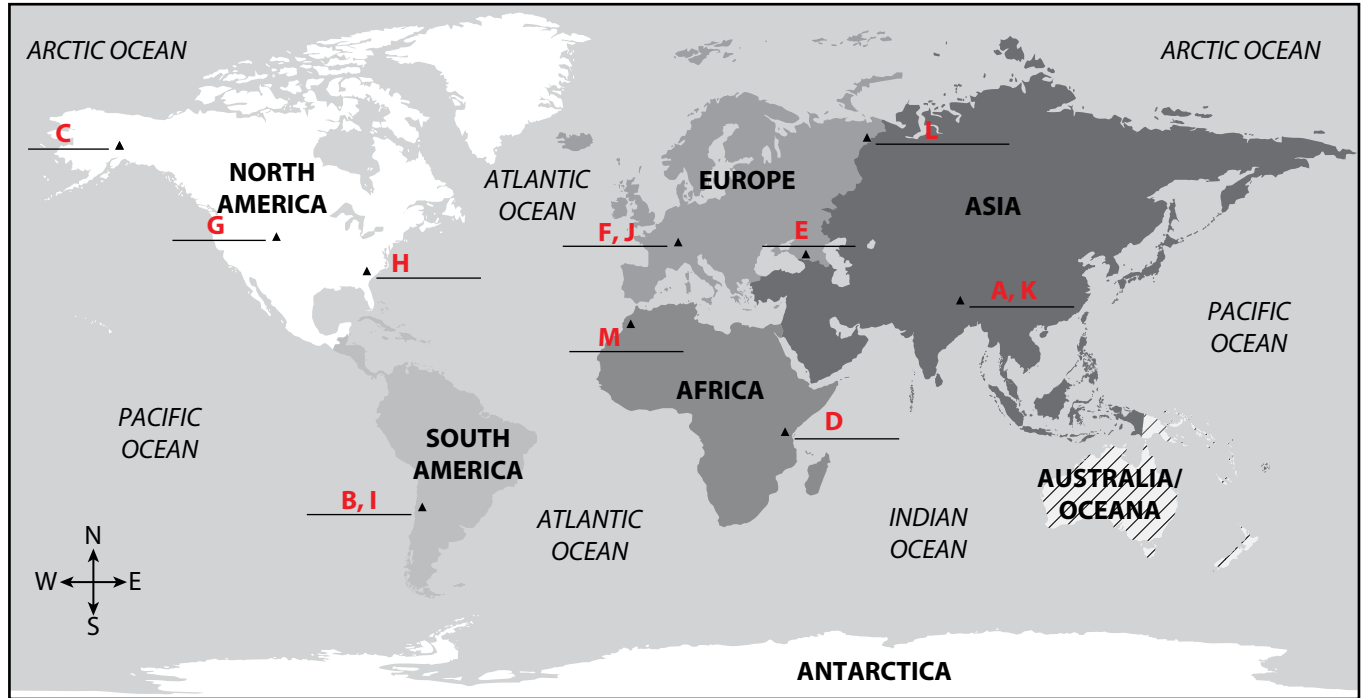 ARCTIC OCEAN
ARCTIC OCEAN
C
L
NORTH
AMERICA
ATLANTIC
OCEAN
EUROPE
ASIA
G
F, J
E
H
A, K
PACIFIC
OCEAN
M
AFRICA
PACIFIC
OCEAN
SOUTH
AMERICA
D
B, I
ATLANTIC
OCEAN
INDIAN
OCEAN
AUSTRALIA/
OCEANA
N
W
E
S
ANTARCTICA